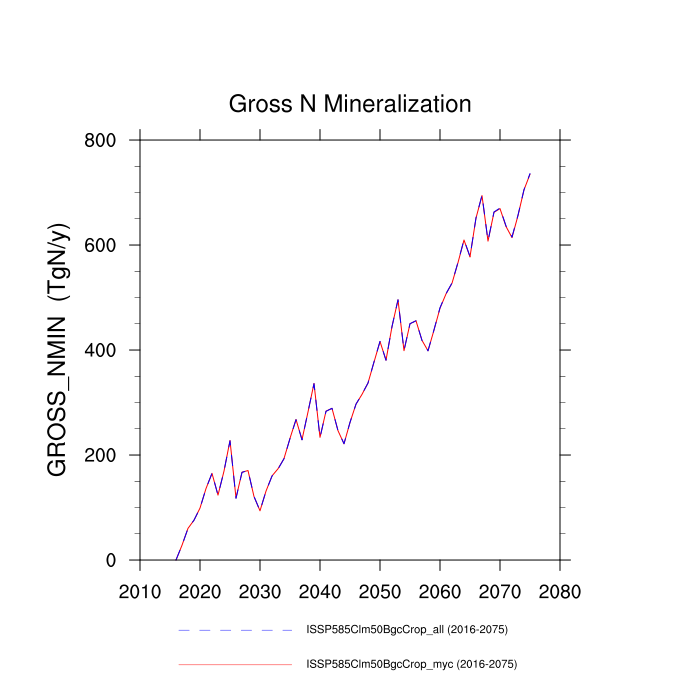 Gross N Mineralization
GROSS_NMIN (TgN/y)
800
600
400
200
0
2010 2020 2030 2040 2050 2060 2070 2080
ISSP585Clm50BgcCrop_all (2016-2075)
ISSP585Clm50BgcCrop_myc (2016-2075)